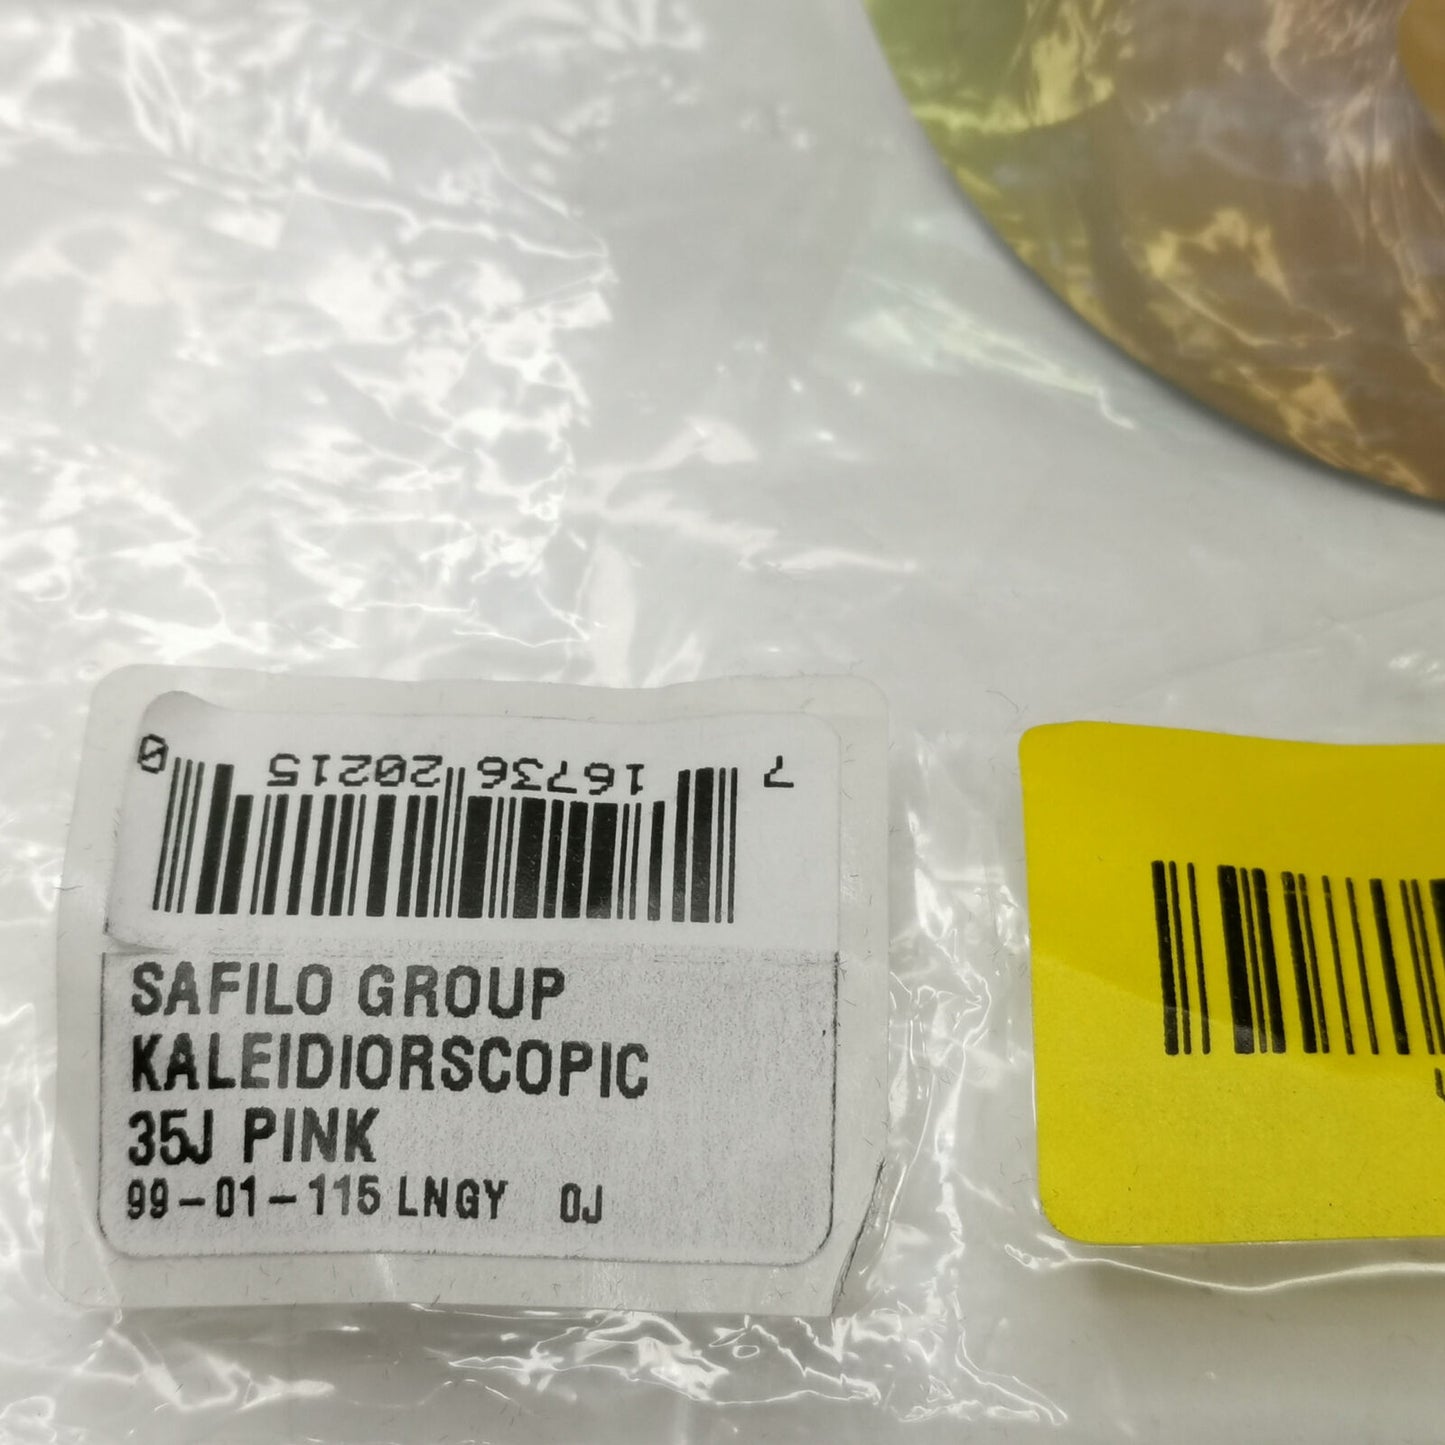 7 16736 20215 0
SAFILO GROUP
KALEIDIORSCOPIC
35J PINK
99-01-115 LNGY 0J